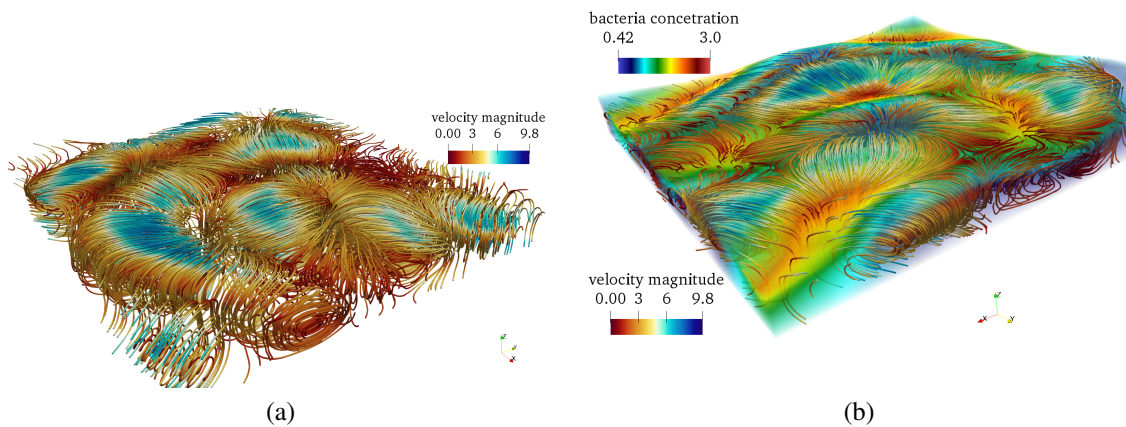 velocity magnitude
0.00 3 6 9.8
Z
Y
X
(a)
bacteria concetration
0.42 3.0
velocity magnitude
0.00 3 6 9.8
Z
X Y
(b)